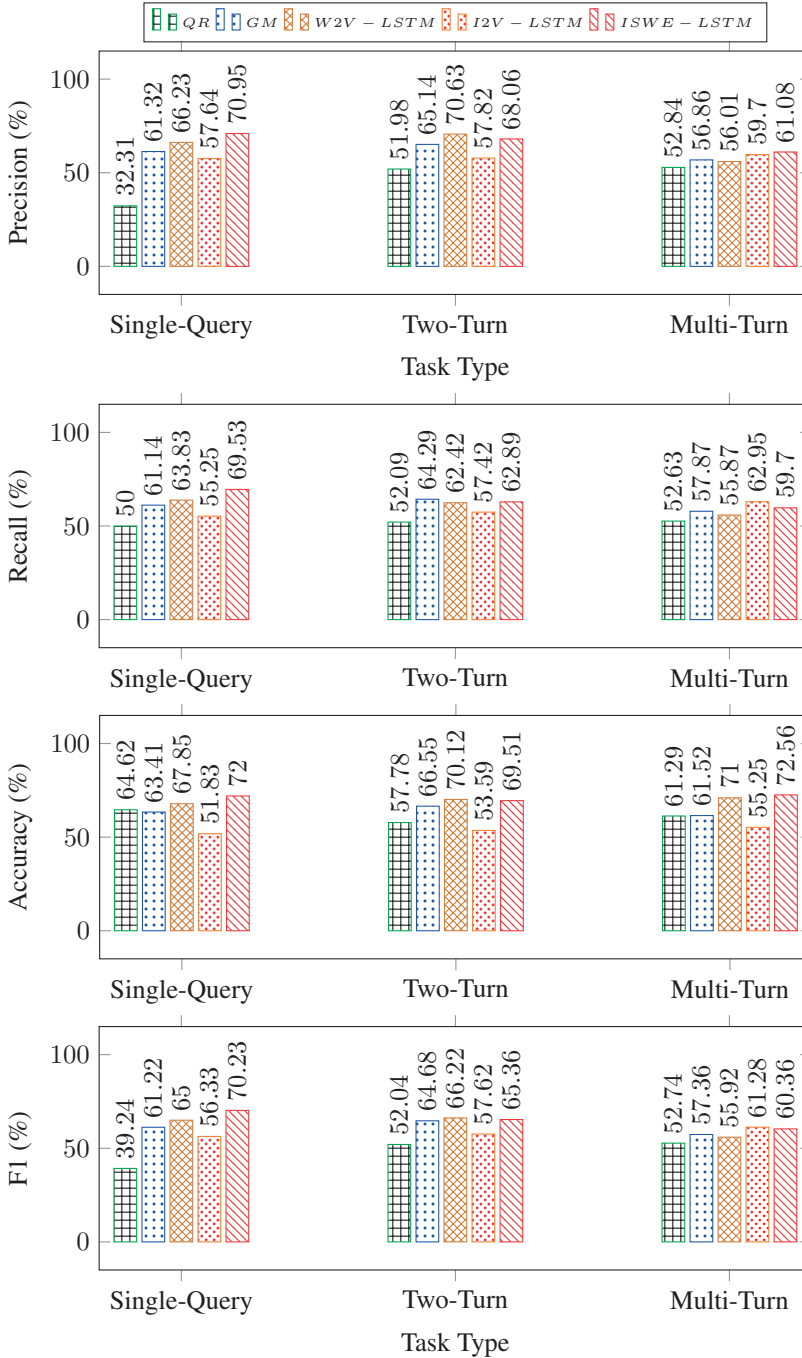 QR GM W2V − LSTM I2V − LSTM ISWE − LSTM
Precision (%)
100
50
0
32.31 61.32 66.23 57.64 70.95
51.98 65.14 70.63 57.82 68.06
52.84 56.86 56.01 59.7 61.08
Single-Query Two-Turn Multi-Turn
Task Type
Recall (%)
100
50
0
50 61.14 63.83 55.25 69.53
52.09 64.29 62.42 57.42 62.89
52.63 57.87 55.87 62.95 59.7
Single-Query Two-Turn Multi-Turn
Accuracy (%)
100
50
0
64.62 63.41 67.85 51.83 72
57.78 66.55 70.12 53.59 69.51
61.29 61.52 71 55.25 72.56
Single-Query Two-Turn Multi-Turn
F1 (%)
100
50
0
39.24 61.22 65 56.33 70.23
52.04 64.68 66.22 57.62 65.36
52.74 57.36 55.92 61.28 60.36
Single-Query Two-Turn Multi-Turn
Task Type